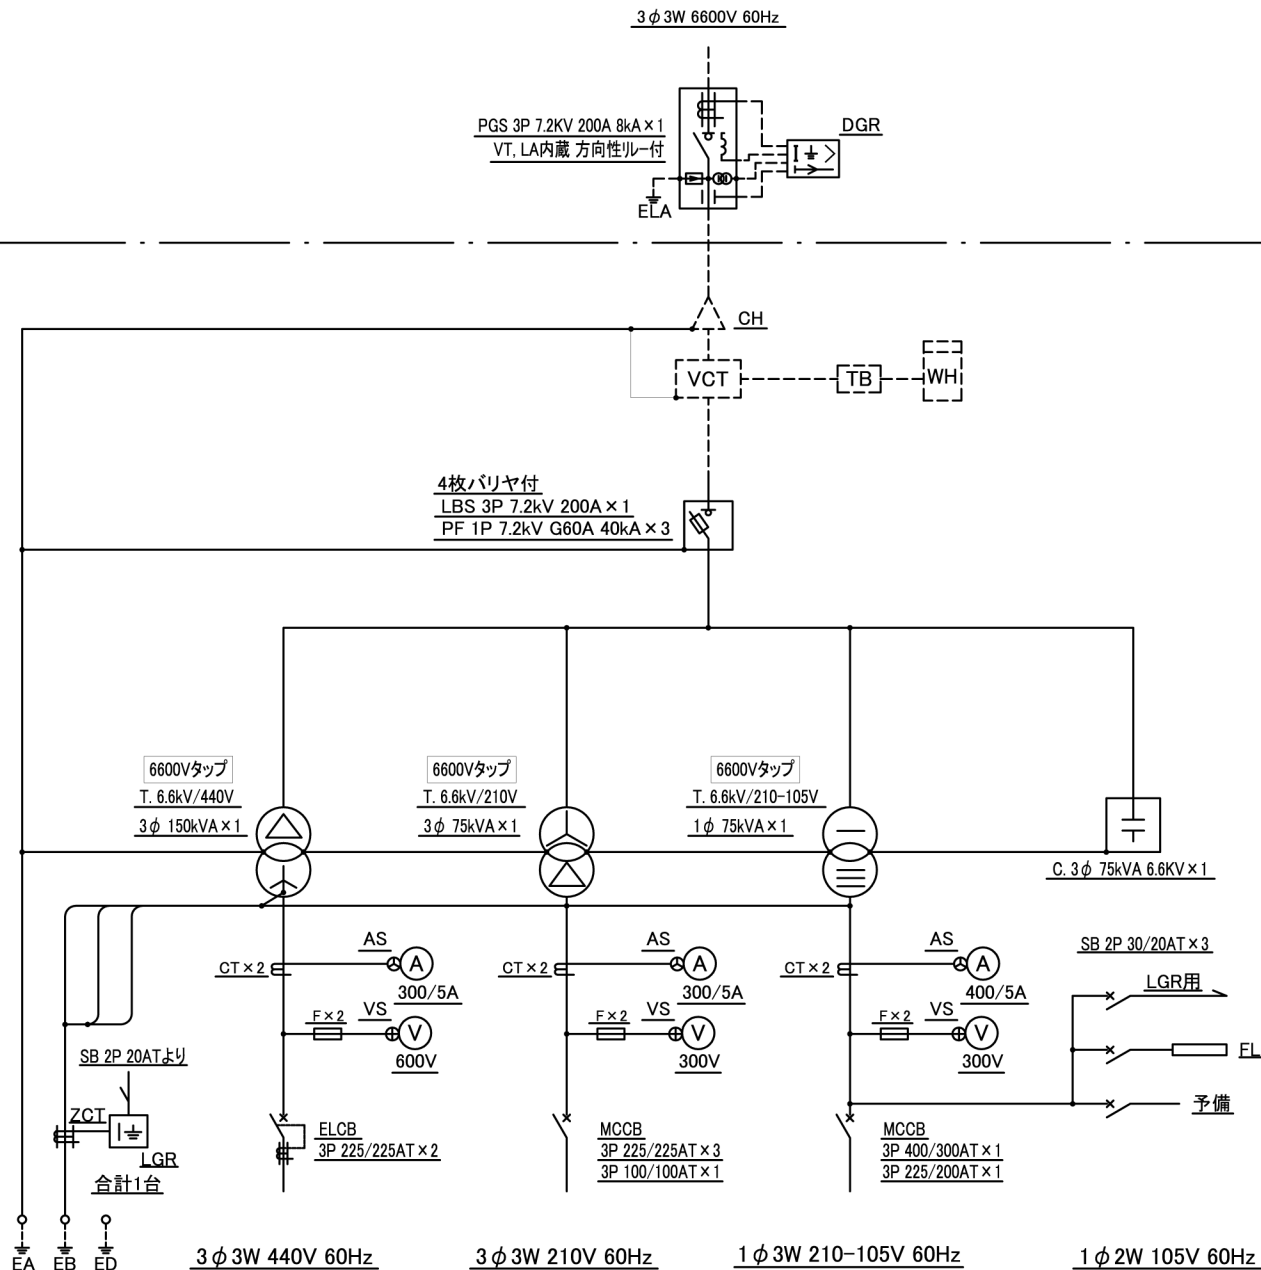 3φ3W 6600V 60Hz
PGS 3P 7.2KV 200A 8kA×1
VT, LA内蔵 方向性リレー付
DGR
I
ELA
CH
VCT
TB
WH
4枚バリヤ付
LBS 3P 7.2kV 200A×1
PF 1P 7.2kV G60A 40kA×3
6600Vタップ
T. 6.6kV/440V
3φ 150kVA×1
6600Vタップ
T. 6.6kV/210V
3φ 75kVA×1
6600Vタップ
T. 6.6kV/210-105V
1φ 75kVA×1
C. 3φ 75kVA 6.6KV×1
CT×2
AS
A
300/5A
F×2
VS
V
600V
CT×2
AS
A
300/5A
F×2
VS
V
300V
CT×2
AS
A
400/5A
F×2
VS
V
300V
SB 2P 30/20AT×3
LGR用
FL
予備
SB 2P 20ATより
ZCT
I
LGR
合計1台
ELCB
3P 225/225AT×2
MCCB
3P 225/225AT×3
3P 100/100AT×1
MCCB
3P 400/300AT×1
3P 225/200AT×1
EA
EB
ED
3φ3W 440V 60Hz
3φ3W 210V 60Hz
1φ3W 210-105V 60Hz
1φ2W 105V 60Hz